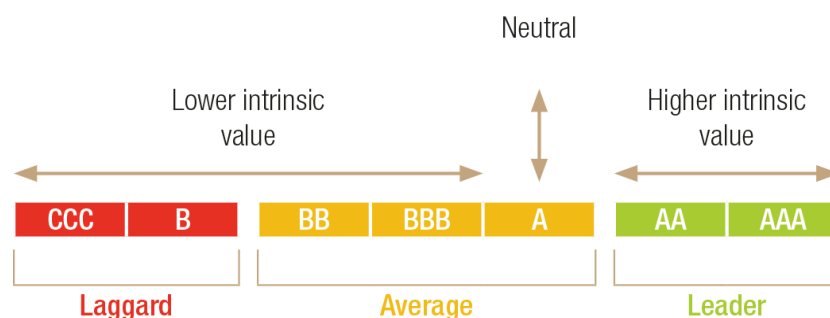 Neutral
Lower intrinsic
value
Higher intrinsic
value
CCC B BB BBB A AA AAA
Laggard Average Leader